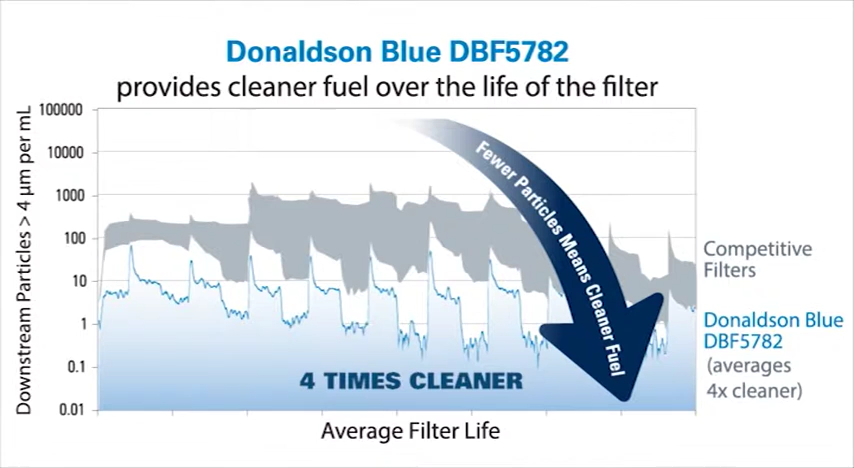 Donaldson Blue DBF5782
provides cleaner fuel over the life of the filter
Downstream Particles > 4 µm per mL
100000
10000
1000
100
10
1
0.1
0.01
Fewer Particles Means Cleaner Fuel
4 TIMES CLEANER
Competitive
Filters
Donaldson Blue
DBF5782
(averages
4x cleaner)
Average Filter Life